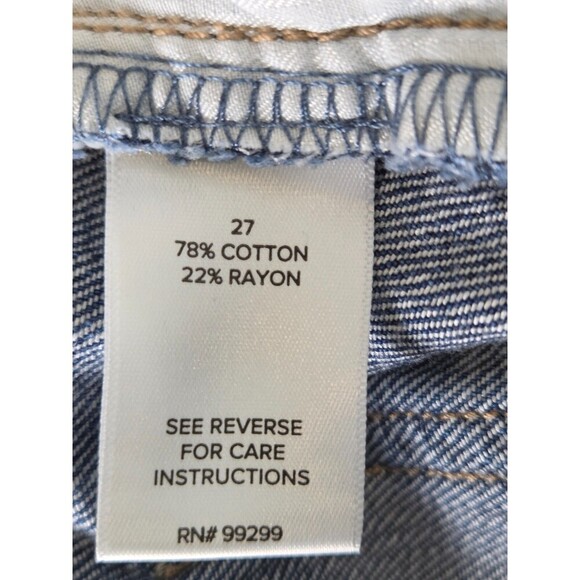 27
78% COTTON
22% RAYON
SEE REVERSE
FOR CARE
INSTRUCTIONS
RN# 99299